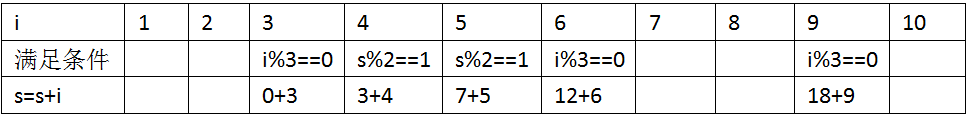 i 1 2 3 4 5 6 7 8 9 10
满足条件 i%3==0 s%2==1 s%2==1 i%3==0 i%3==0
s=s+i 0+3 3+4 7+5 12+6 18+9